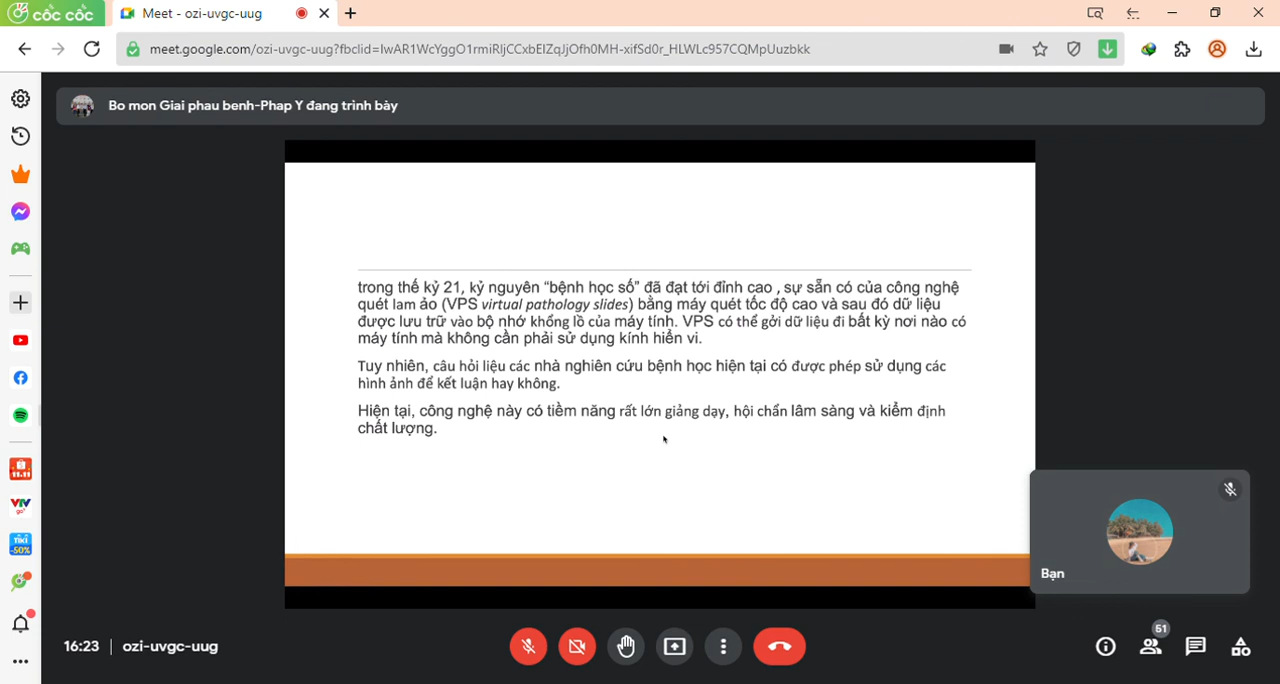 cốc cốc
Meet - ozi-uvgc-uug
meet.google.com/ozi-uvgc-uug?fbclid=IwAR1WcYggO1rmiRljCCxbEIZqJjOfh0MH-xifSd0r_HLWLc957CQMpUuzbkk
Bo mon Giai phau benh-Phap Y đang trình bày
trong thế kỷ 21, kỷ nguyên “bệnh học số” đã đạt tới đỉnh cao , sự sẵn có của công nghệ
quét lam ảo (VPS virtual pathology slides) bằng máy quét tốc độ cao và sau đó dữ liệu
được lưu trữ vào bộ nhớ khổng lồ của máy tính. VPS có thể gởi dữ liệu đi bất kỳ nơi nào có
máy tính mà không cần phải sử dụng kính hiển vi.
Tuy nhiên, câu hỏi liệu các nhà nghiên cứu bệnh học hiện tại có được phép sử dụng các
hình ảnh để kết luận hay không.
Hiện tại, công nghệ này có tiềm năng rất lớn giảng dạy, hội chẩn lâm sàng và kiểm định
chất lượng.
Bạn
11.11
VTV
go
TIKI
-50%
16:23 | ozi-uvgc-uug
51